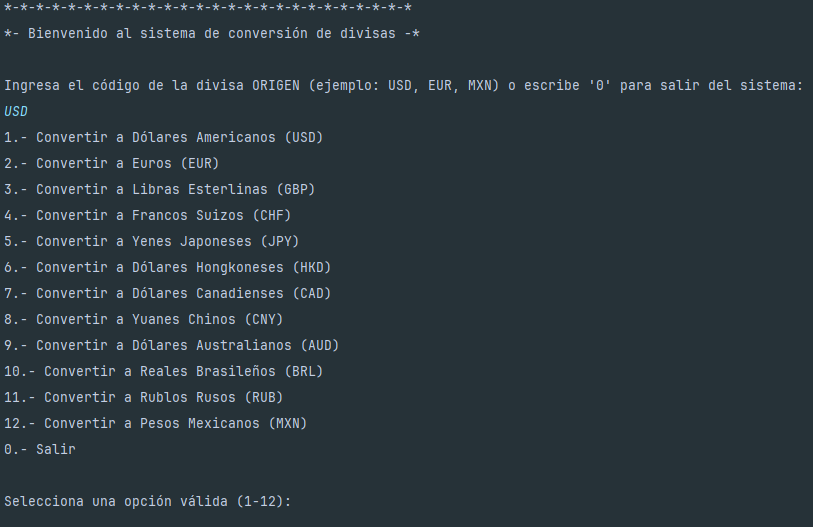 *-*-*-*-*-*-*-*-*-*-*-*-*-*-*-*-*-*-*-*-*-*-*-*-*-*
*- Bienvenido al sistema de conversión de divisas -*
Ingresa el código de la divisa ORIGEN (ejemplo: USD, EUR, MXN) o escribe '0' para salir del sistema:
USD
1.- Convertir a Dólares Americanos (USD)
2.- Convertir a Euros (EUR)
3.- Convertir a Libras Esterlinas (GBP)
4.- Convertir a Francos Suizos (CHF)
5.- Convertir a Yenes Japoneses (JPY)
6.- Convertir a Dólares Hongkoneses (HKD)
7.- Convertir a Dólares Canadienses (CAD)
8.- Convertir a Yuanes Chinos (CNY)
9.- Convertir a Dólares Australianos (AUD)
10.- Convertir a Reales Brasileños (BRL)
11.- Convertir a Rublos Rusos (RUB)
12.- Convertir a Pesos Mexicanos (MXN)
0.- Salir
Selecciona una opción válida (1-12):